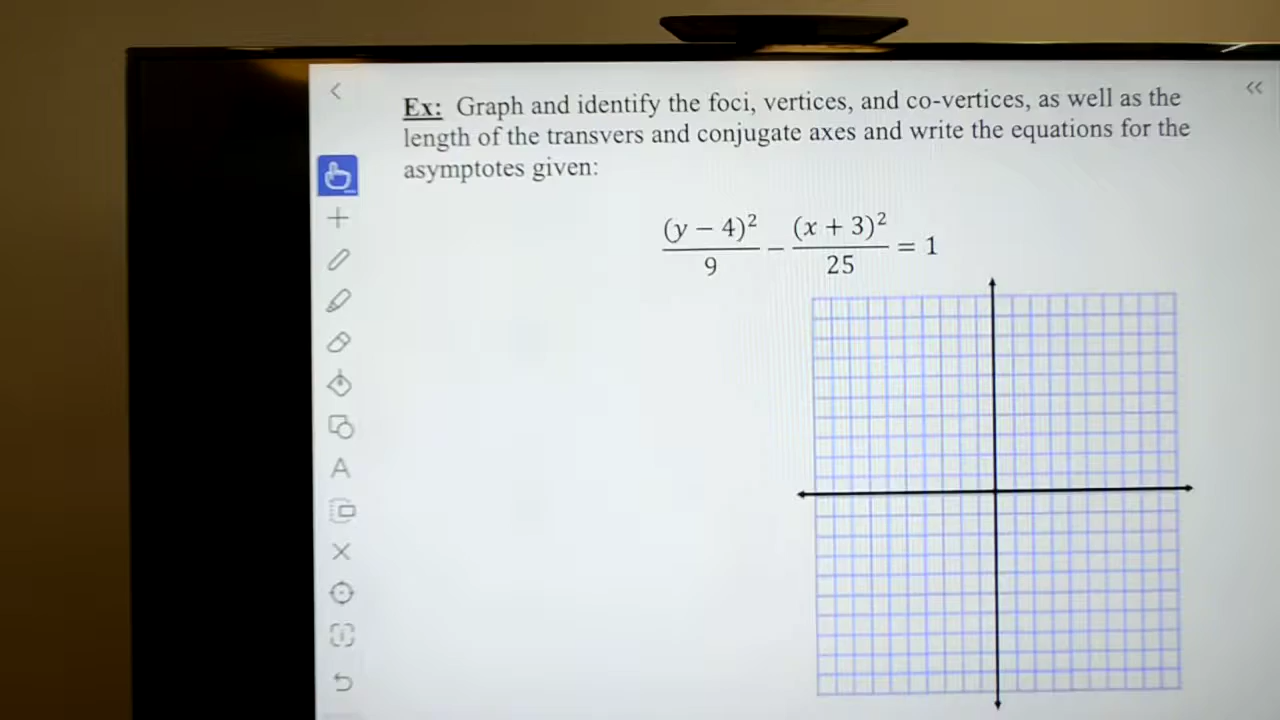 Ex: Graph and identify the foci, vertices, and co-vertices, as well as the
length of the transvers and conjugate axes and write the equations for the
asymptotes given:
(y − 4)²/9 − (x + 3)²/25 = 1